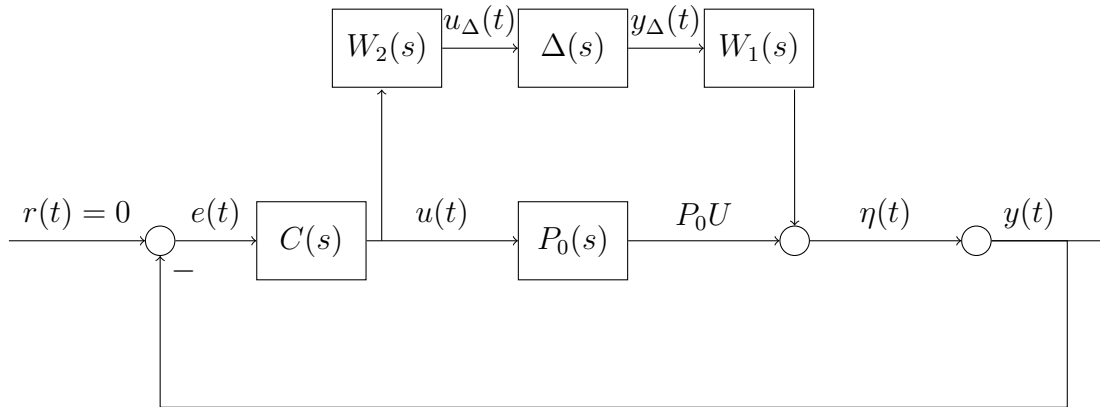 u_Δ(t) y_Δ(t)
W_2(s) Δ(s) W_1(s)
r(t) = 0 e(t) u(t) P_0U η(t) y(t)
C(s) P_0(s)
−